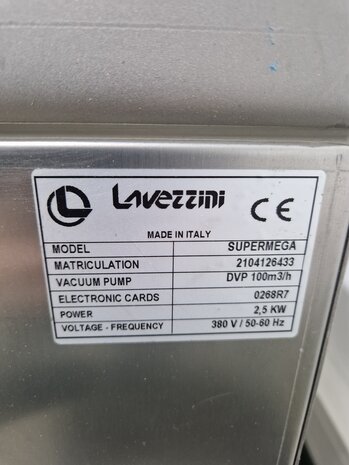 Lavezzini CE
MADE IN ITALY
MODEL SUPERMEGA
MATRICULATION 2104126433
VACUUM PUMP DVP 100m3/h
ELECTRONIC CARDS 0268R7
POWER 2,5 KW
VOLTAGE - FREQUENCY 380 V / 50-60 Hz